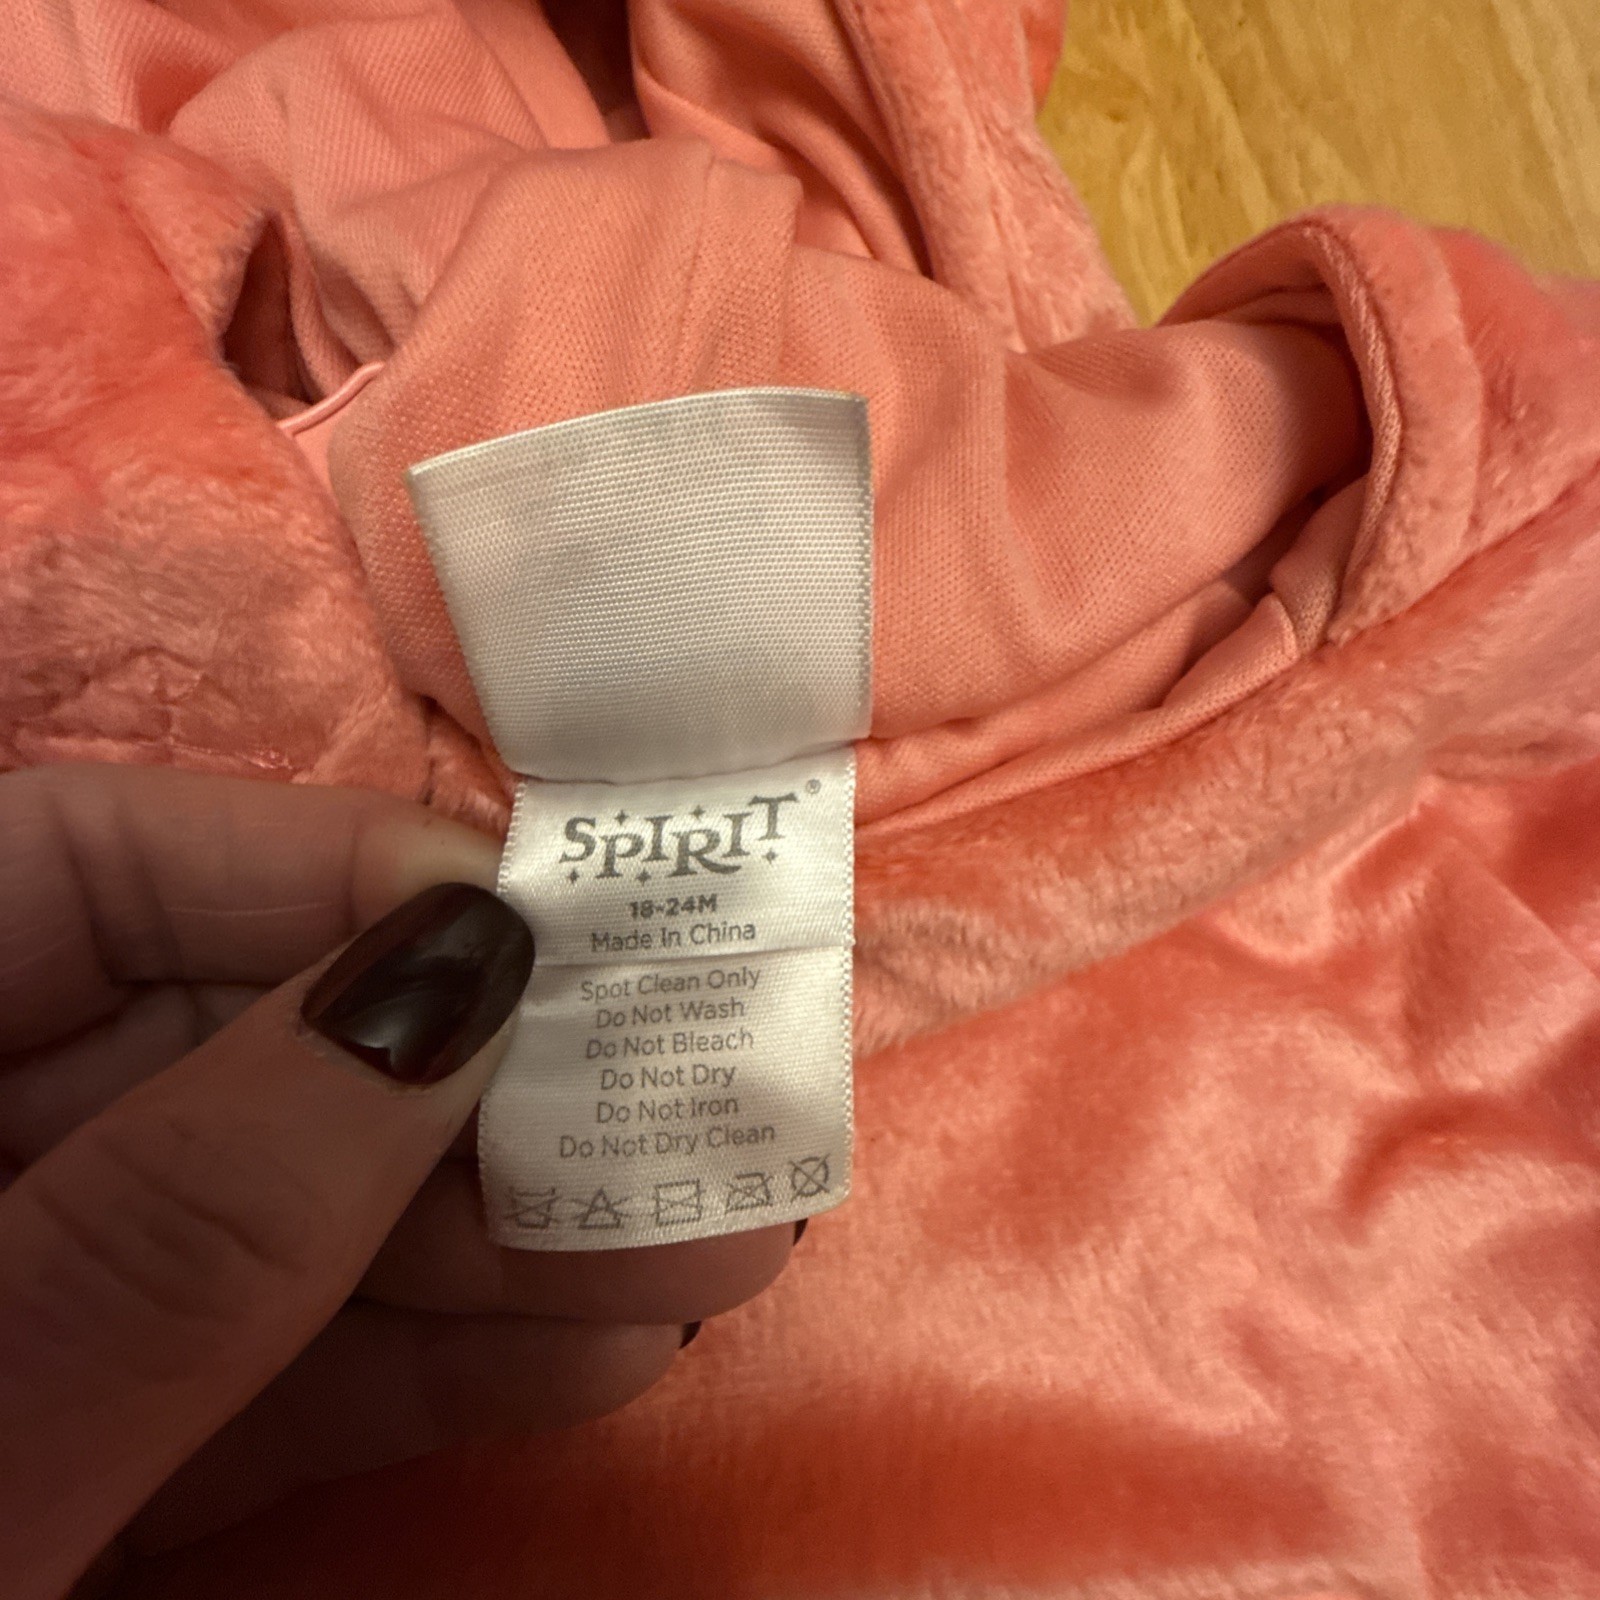 SPIRIT®
18-24M
Made In China
Spot Clean Only
Do Not Wash
Do Not Bleach
Do Not Dry
Do Not Iron
Do Not Dry Clean